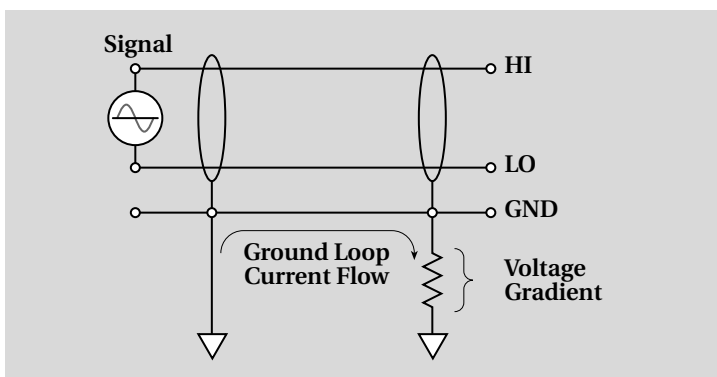 Signal
HI
LO
GND
Ground Loop
Current Flow
Voltage
Gradient